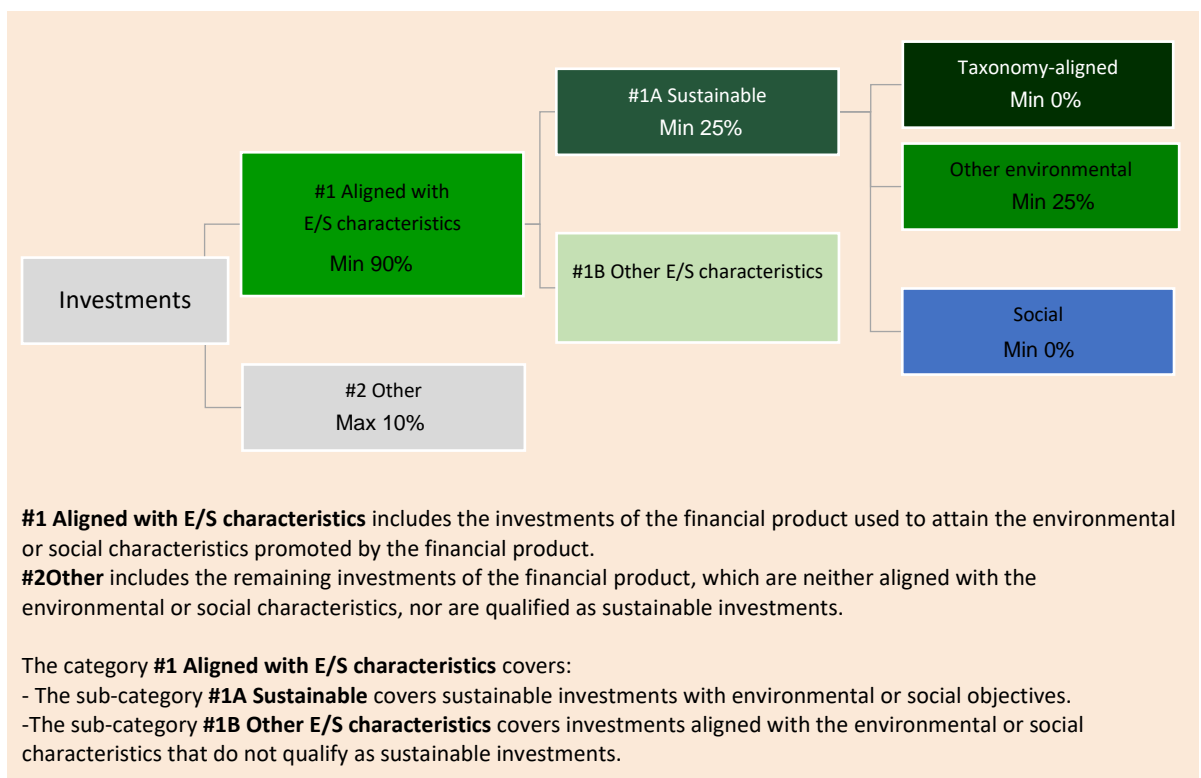 Investments
#1 Aligned with
E/S characteristics
Min 90%
#2 Other
Max 10%
#1A Sustainable
Min 25%
#1B Other E/S characteristics
Taxonomy-aligned
Min 0%
Other environmental
Min 25%
Social
Min 0%
#1 Aligned with E/S characteristics includes the investments of the financial product used to attain the environmental
or social characteristics promoted by the financial product.
#2Other includes the remaining investments of the financial product, which are neither aligned with the
environmental or social characteristics, nor are qualified as sustainable investments.
The category #1 Aligned with E/S characteristics covers:
- The sub-category #1A Sustainable covers sustainable investments with environmental or social objectives.
-The sub-category #1B Other E/S characteristics covers investments aligned with the environmental or social
characteristics that do not qualify as sustainable investments.